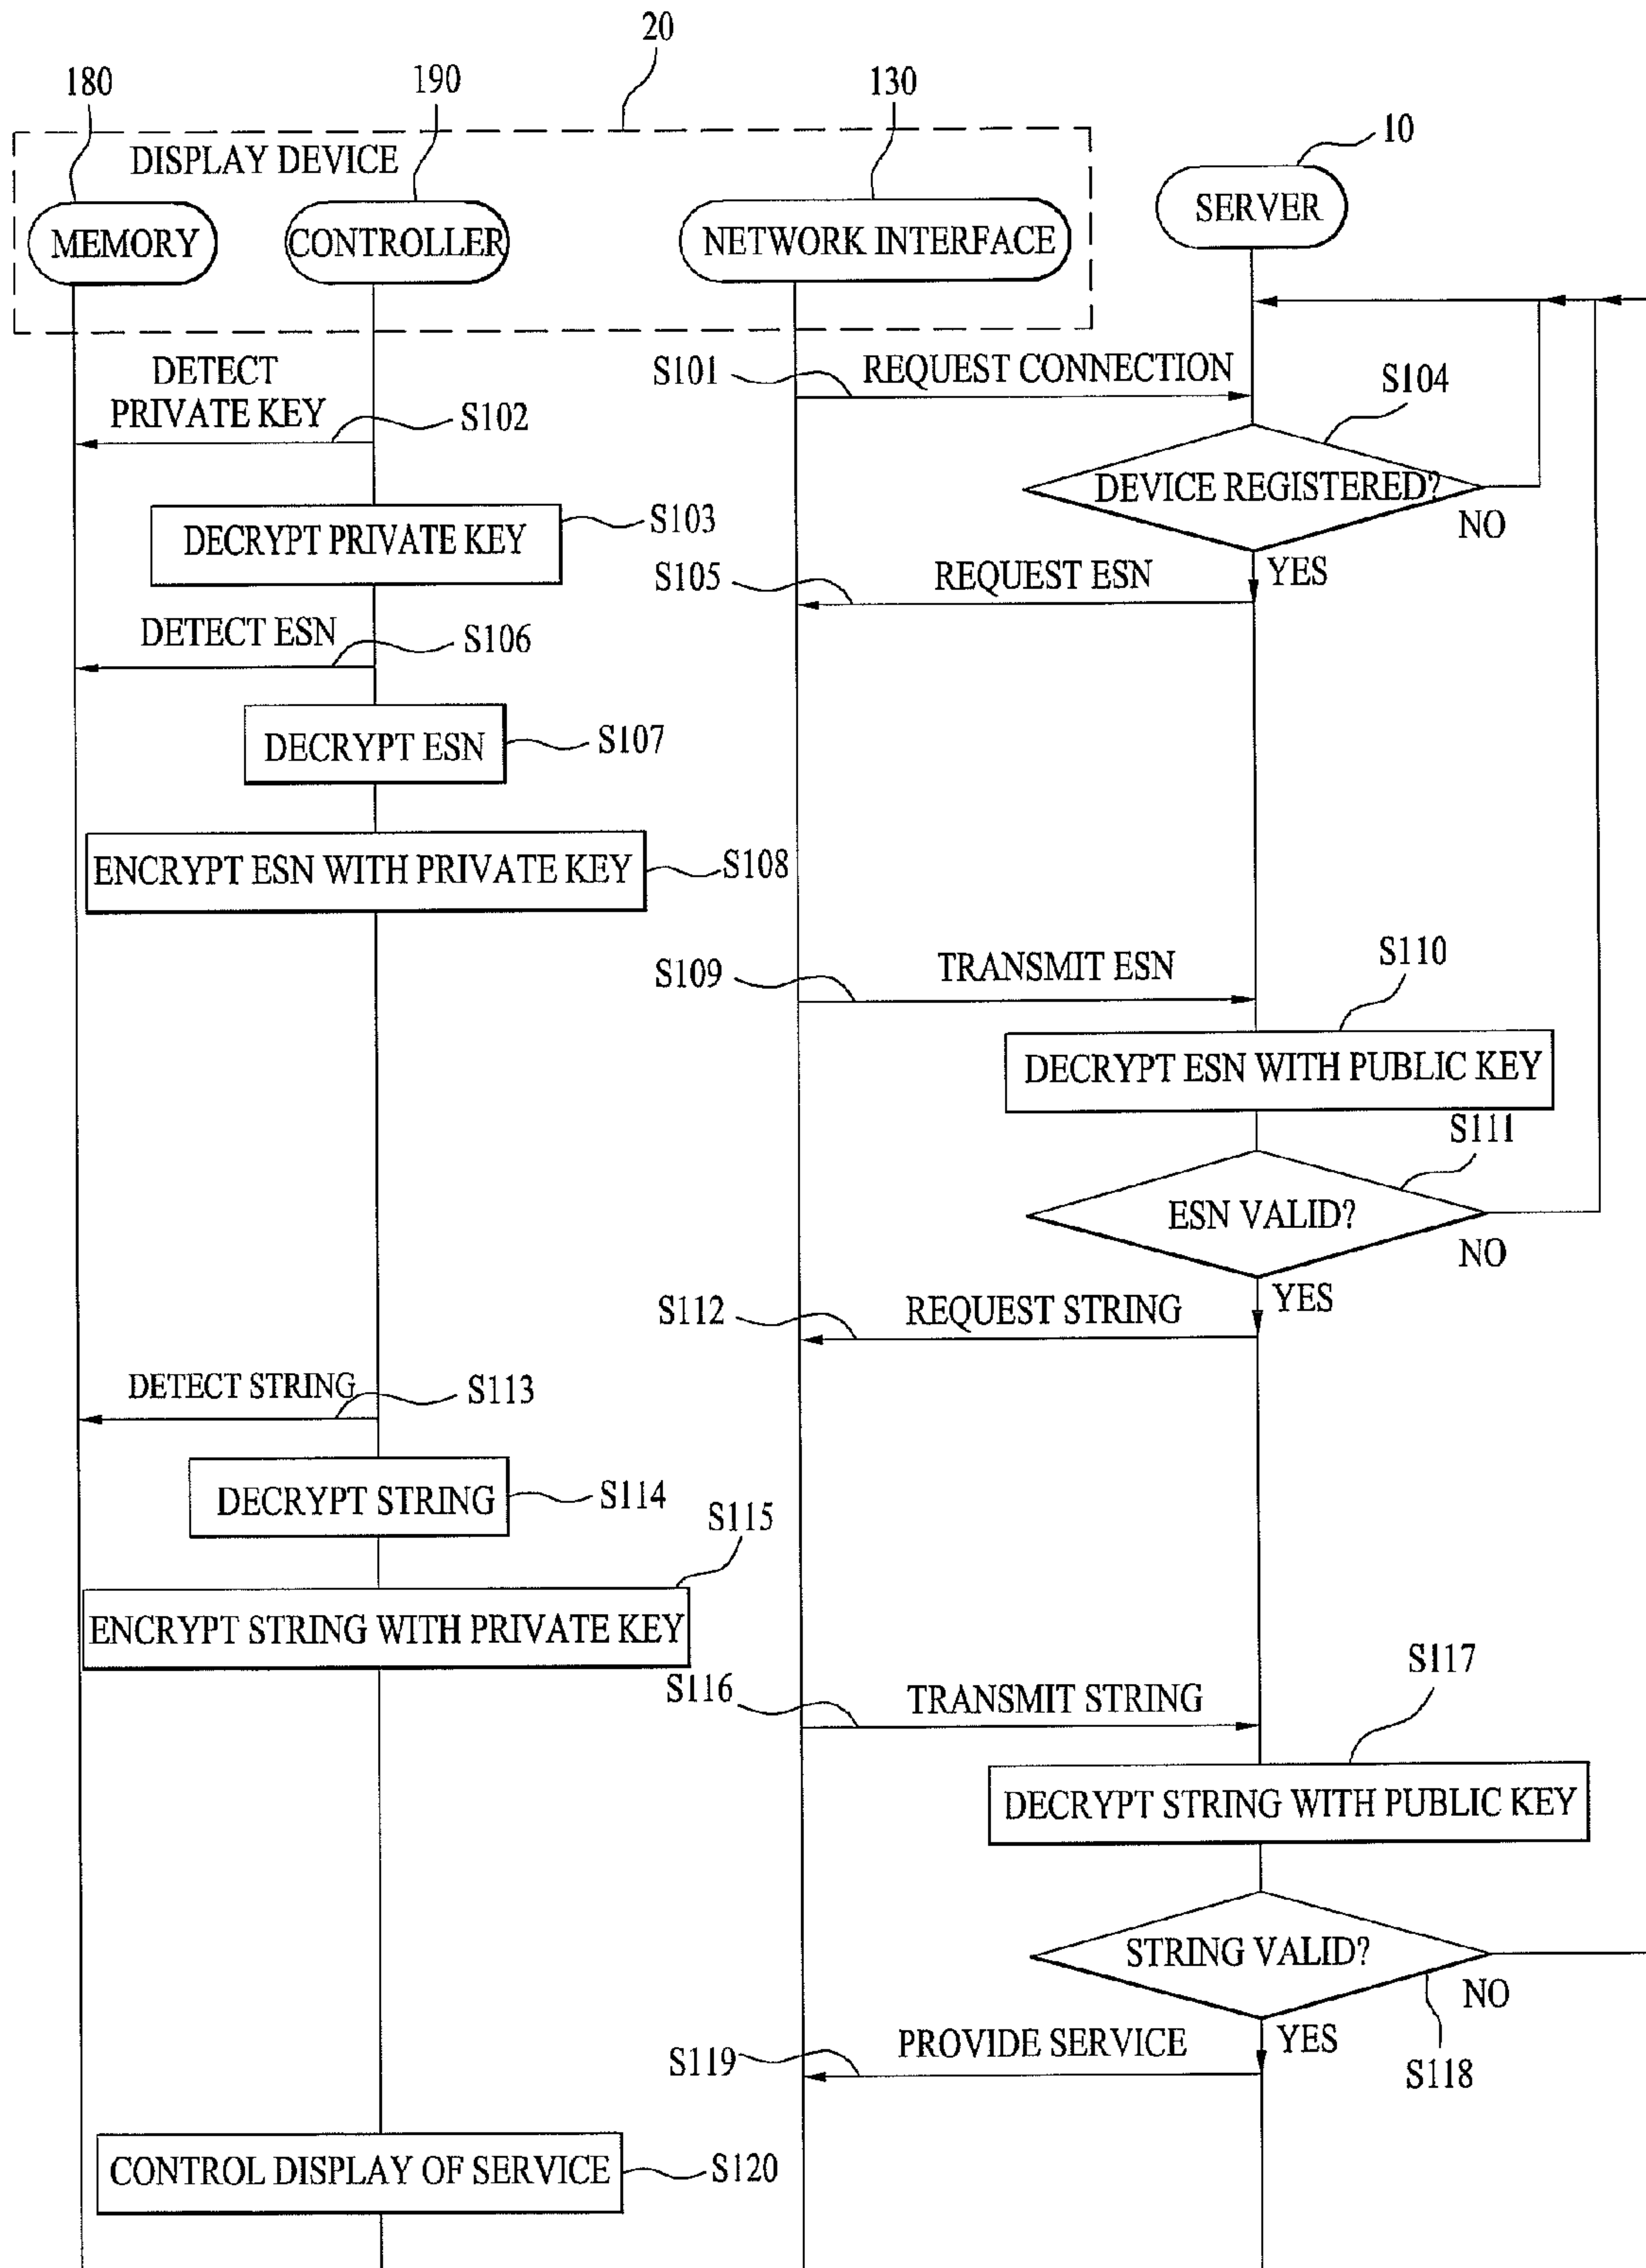 20
180
190
130
10
DISPLAY DEVICE
MEMORY
CONTROLLER
NETWORK INTERFACE
SERVER
DETECT
PRIVATE KEY
S102
S101
REQUEST CONNECTION
S104
DEVICE REGISTERED?
NO
YES
DECRYPT PRIVATE KEY
S103
S105
REQUEST ESN
DETECT ESN
S106
DECRYPT ESN
S107
ENCRYPT ESN WITH PRIVATE KEY
S108
S109
TRANSMIT ESN
S110
DECRYPT ESN WITH PUBLIC KEY
S111
ESN VALID?
NO
YES
S112
REQUEST STRING
DETECT STRING
S113
DECRYPT STRING
S114
S115
ENCRYPT STRING WITH PRIVATE KEY
S116
TRANSMIT STRING
S117
DECRYPT STRING WITH PUBLIC KEY
STRING VALID?
NO
YES
S118
S119
PROVIDE SERVICE
CONTROL DISPLAY OF SERVICE
S120